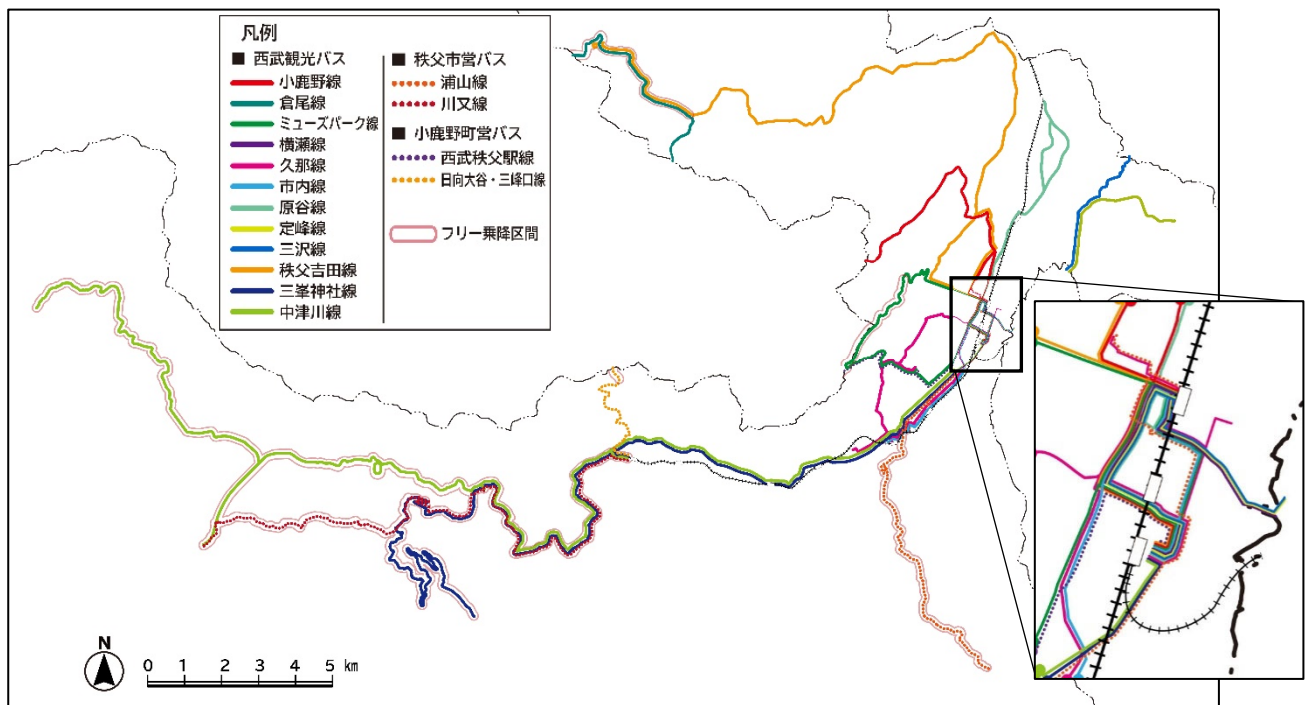 凡例
■ 西武観光バス
小鹿野線
倉尾線
ミューズパーク線
横瀬線
久那線
市内線
原谷線
定峰線
三沢線
秩父吉田線
三峯神社線
中津川線
■ 秩父市営バス
浦山線
川又線
■ 小鹿野町営バス
西武秩父駅線
日向大谷・三峰口線
フリー乗降区間
N
0 1 2 3 4 5 km